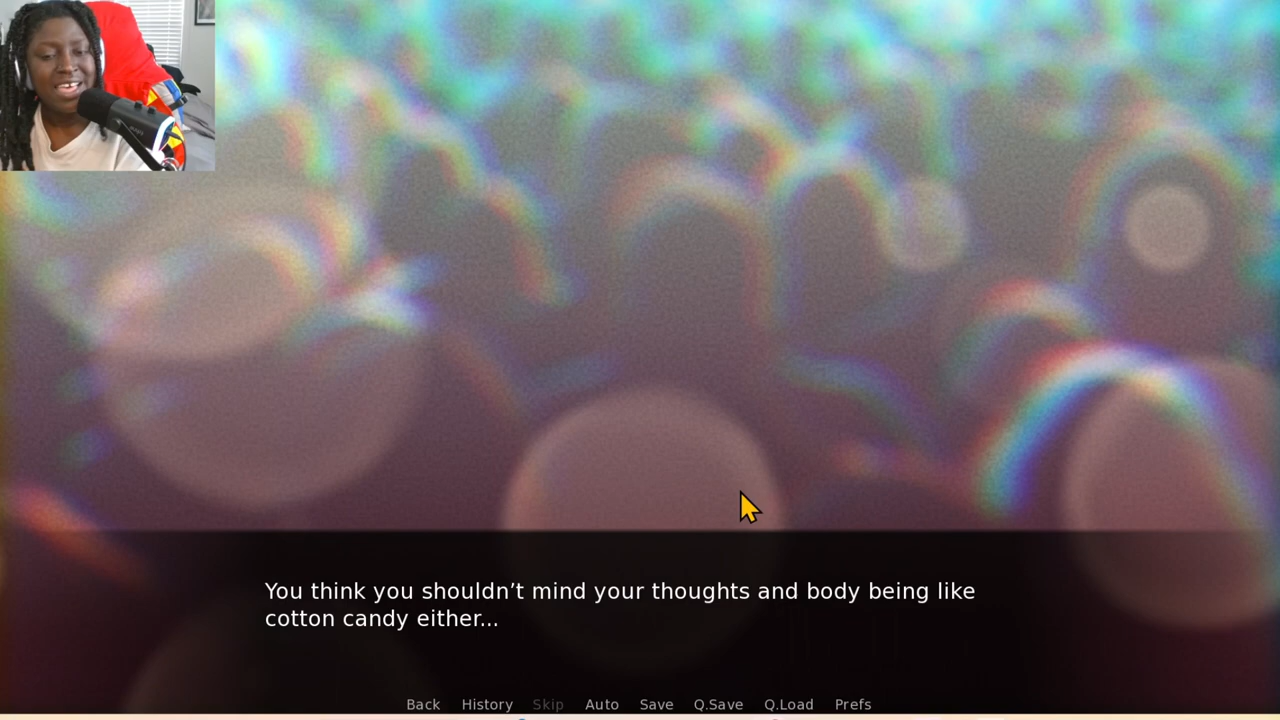 You think you shouldn’t mind your thoughts and body being like
cotton candy either...
Back History Skip Auto Save Q.Save Q.Load Prefs